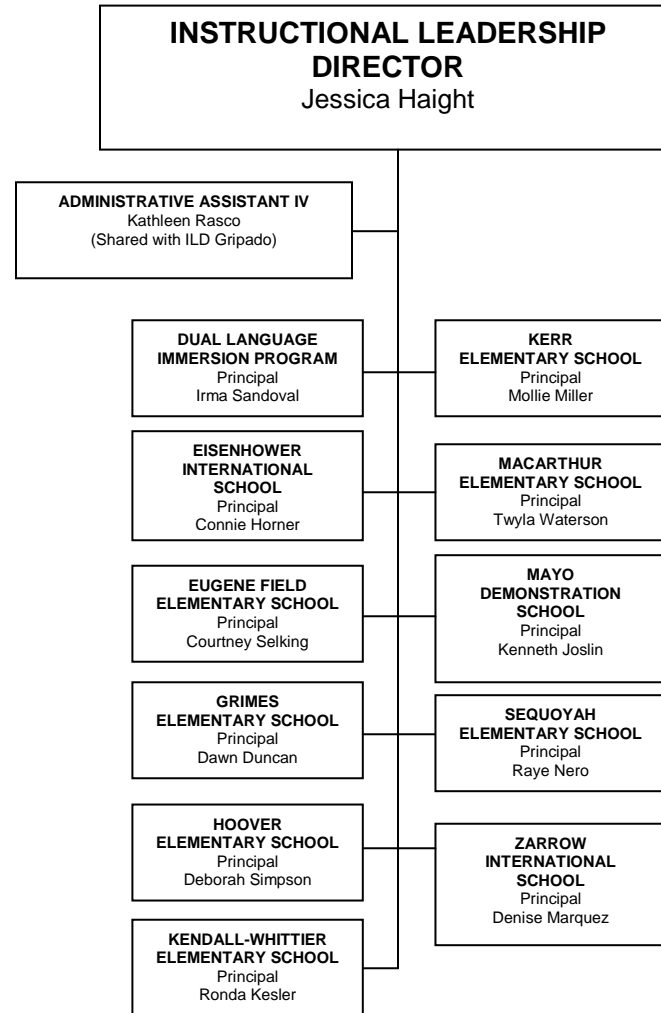 INSTRUCTIONAL LEADERSHIP
DIRECTOR
Jessica Haight
ADMINISTRATIVE ASSISTANT IV
Kathleen Rasco
(Shared with ILD Gripado)
DUAL LANGUAGE
IMMERSION PROGRAM
Principal
Irma Sandoval
KERR
ELEMENTARY SCHOOL
Principal
Mollie Miller
EISENHOWER
INTERNATIONAL
SCHOOL
Principal
Connie Horner
MACARTHUR
ELEMENTARY SCHOOL
Principal
Twyla Waterson
EUGENE FIELD
ELEMENTARY SCHOOL
Principal
Courtney Selking
MAYO
DEMONSTRATION
SCHOOL
Principal
Kenneth Joslin
GRIMES
ELEMENTARY SCHOOL
Principal
Dawn Duncan
SEQUOYAH
ELEMENTARY SCHOOL
Principal
Raye Nero
HOOVER
ELEMENTARY SCHOOL
Principal
Deborah Simpson
ZARROW
INTERNATIONAL
SCHOOL
Principal
Denise Marquez
KENDALL-WHITTIER
ELEMENTARY SCHOOL
Principal
Ronda Kesler